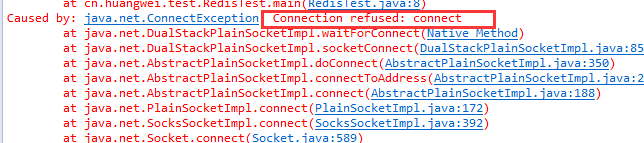 at cn.huangwei.test.RedisTest.main(RedisTest.java:8)
Caused by: java.net.ConnectException Connection refused: connect
at java.net.DualStackPlainSocketImpl.waitForConnect(Native Method)
at java.net.DualStackPlainSocketImpl.socketConnect(DualStackPlainSocketImpl.java:85
at java.net.AbstractPlainSocketImpl.doConnect(AbstractPlainSocketImpl.java:350)
at java.net.AbstractPlainSocketImpl.connectToAddress(AbstractPlainSocketImpl.java:2
at java.net.AbstractPlainSocketImpl.connect(AbstractPlainSocketImpl.java:188)
at java.net.PlainSocketImpl.connect(PlainSocketImpl.java:172)
at java.net.SocksSocketImpl.connect(SocksSocketImpl.java:392)
at java.net.Socket.connect(Socket.java:589)